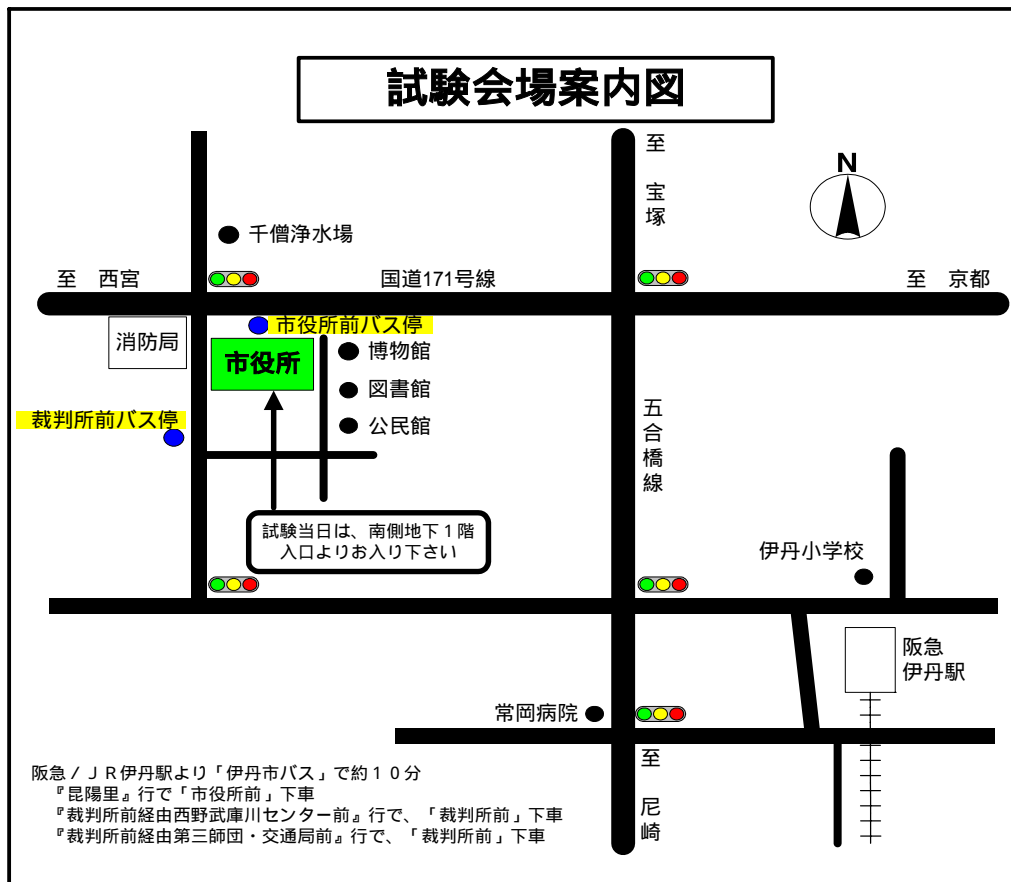 試験会場案内図
N
至 宝塚
千僧浄水場
至 西宮
国道171号線
至 京都
消防局
市役所前バス停
市役所
博物館
図書館
公民館
裁判所前バス停
五合橋線
試験当日は、南側地下1階
入口よりお入り下さい
伊丹小学校
阪急
伊丹駅
常岡病院
至 尼崎
阪急/JR伊丹駅より「伊丹市バス」で約10分
『昆陽里』行で「市役所前」下車
『裁判所前経由西野武庫川センター前』行で、「裁判所前」下車
『裁判所前経由第三師団・交通局前』行で、「裁判所前」下車